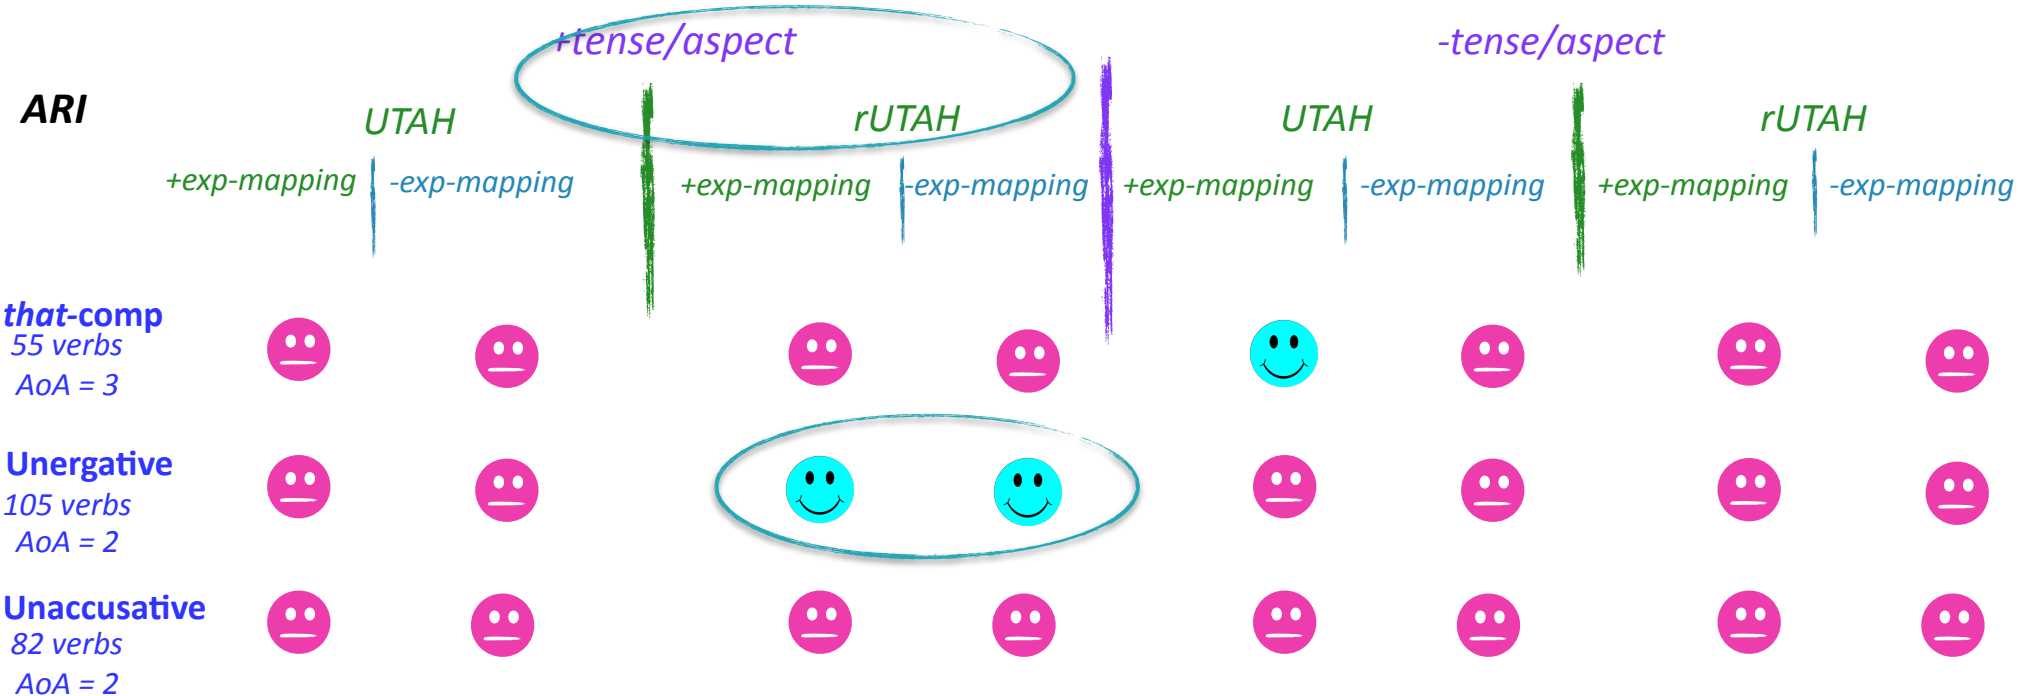 +tense/aspect -tense/aspect
ARI
UTAH rUTAH UTAH rUTAH
+exp-mapping -exp-mapping +exp-mapping -exp-mapping +exp-mapping -exp-mapping +exp-mapping -exp-mapping
that-comp
55 verbs
AoA = 3
Unergative
105 verbs
AoA = 2
Unaccusative
82 verbs
AoA = 2